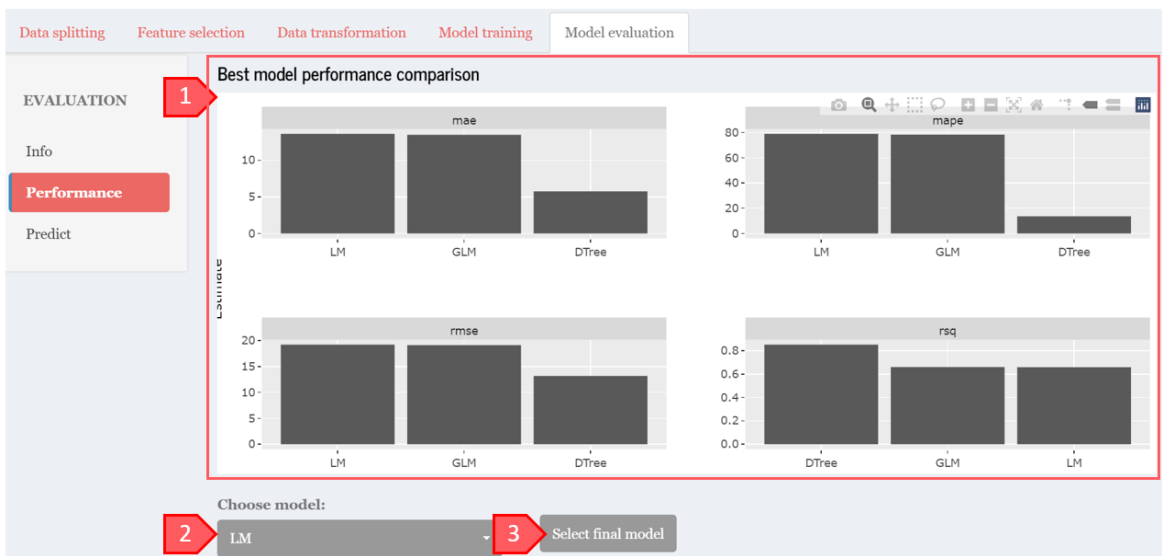 Data splitting Feature selection Data transformation Model training Model evaluation
EVALUATION
Info
Performance
Predict
1
Best model performance comparison
Estimate
mae
10
5
0
LM GLM DTree
mape
80
60
40
20
0
LM GLM DTree
rmse
20
15
10
5
0
LM GLM DTree
rsq
0.8
0.6
0.4
0.2
0.0
DTree GLM LM
Choose model:
2
LM
3
Select final model